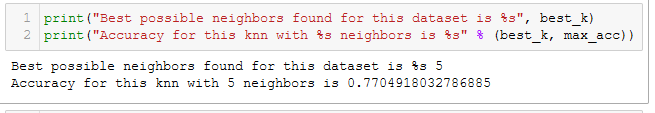 1 print("Best possible neighbors found for this dataset is %s", best_k)
2 print("Accuracy for this knn with %s neighbors is %s" % (best_k, max_acc))
Best possible neighbors found for this dataset is %s 5
Accuracy for this knn with 5 neighbors is 0.7704918032786885